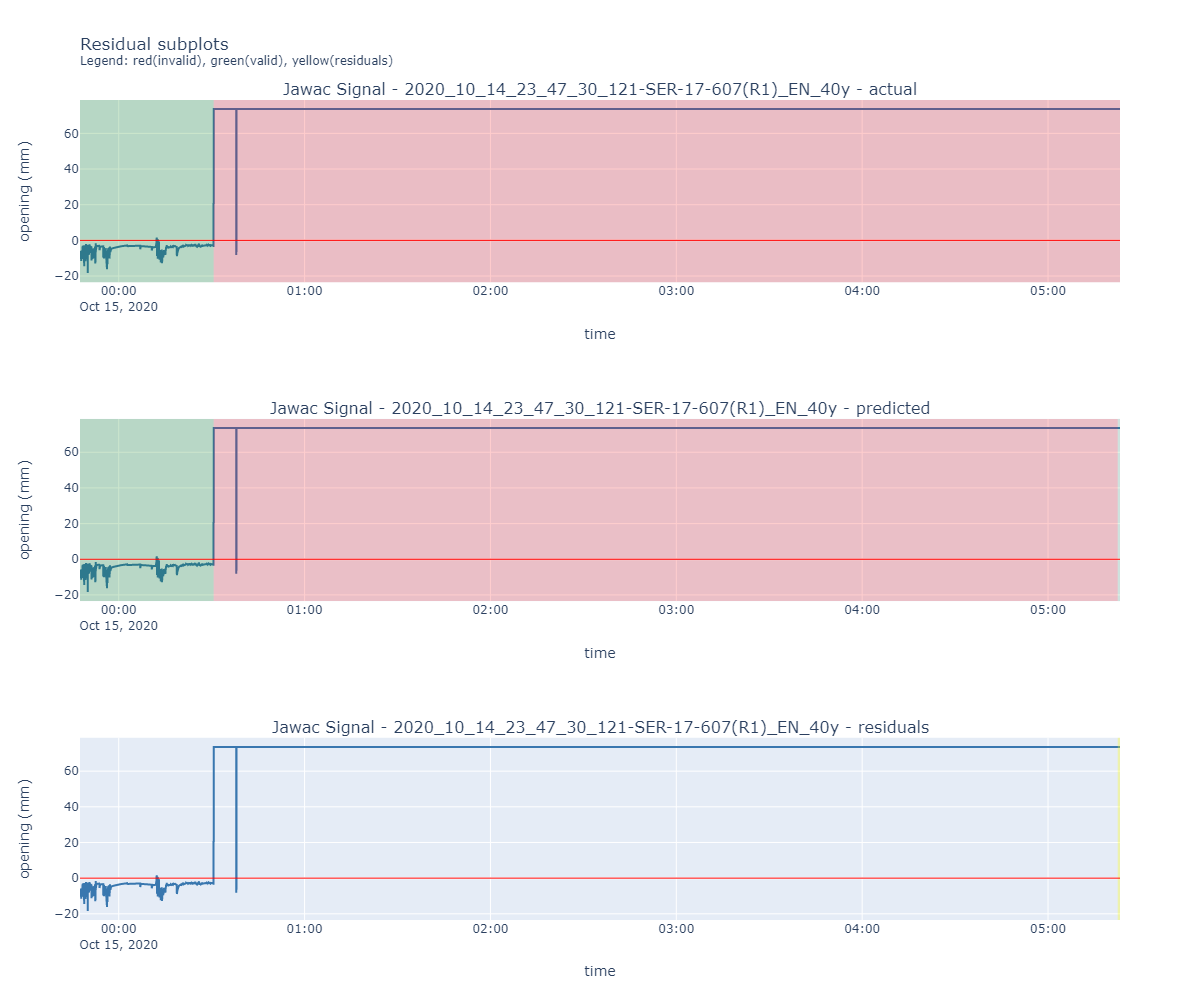 Residual subplots
Legend: red(invalid), green(valid), yellow(residuals)
Jawac Signal - 2020_10_14_23_47_30_121-SER-17-607(R1)_EN_40y - actual
opening (mm)
60
40
20
0
−20
00:00 01:00 02:00 03:00 04:00 05:00
Oct 15, 2020
time
Jawac Signal - 2020_10_14_23_47_30_121-SER-17-607(R1)_EN_40y - predicted
opening (mm)
60
40
20
0
−20
00:00 01:00 02:00 03:00 04:00 05:00
Oct 15, 2020
time
Jawac Signal - 2020_10_14_23_47_30_121-SER-17-607(R1)_EN_40y - residuals
opening (mm)
60
40
20
0
−20
00:00 01:00 02:00 03:00 04:00 05:00
Oct 15, 2020
time